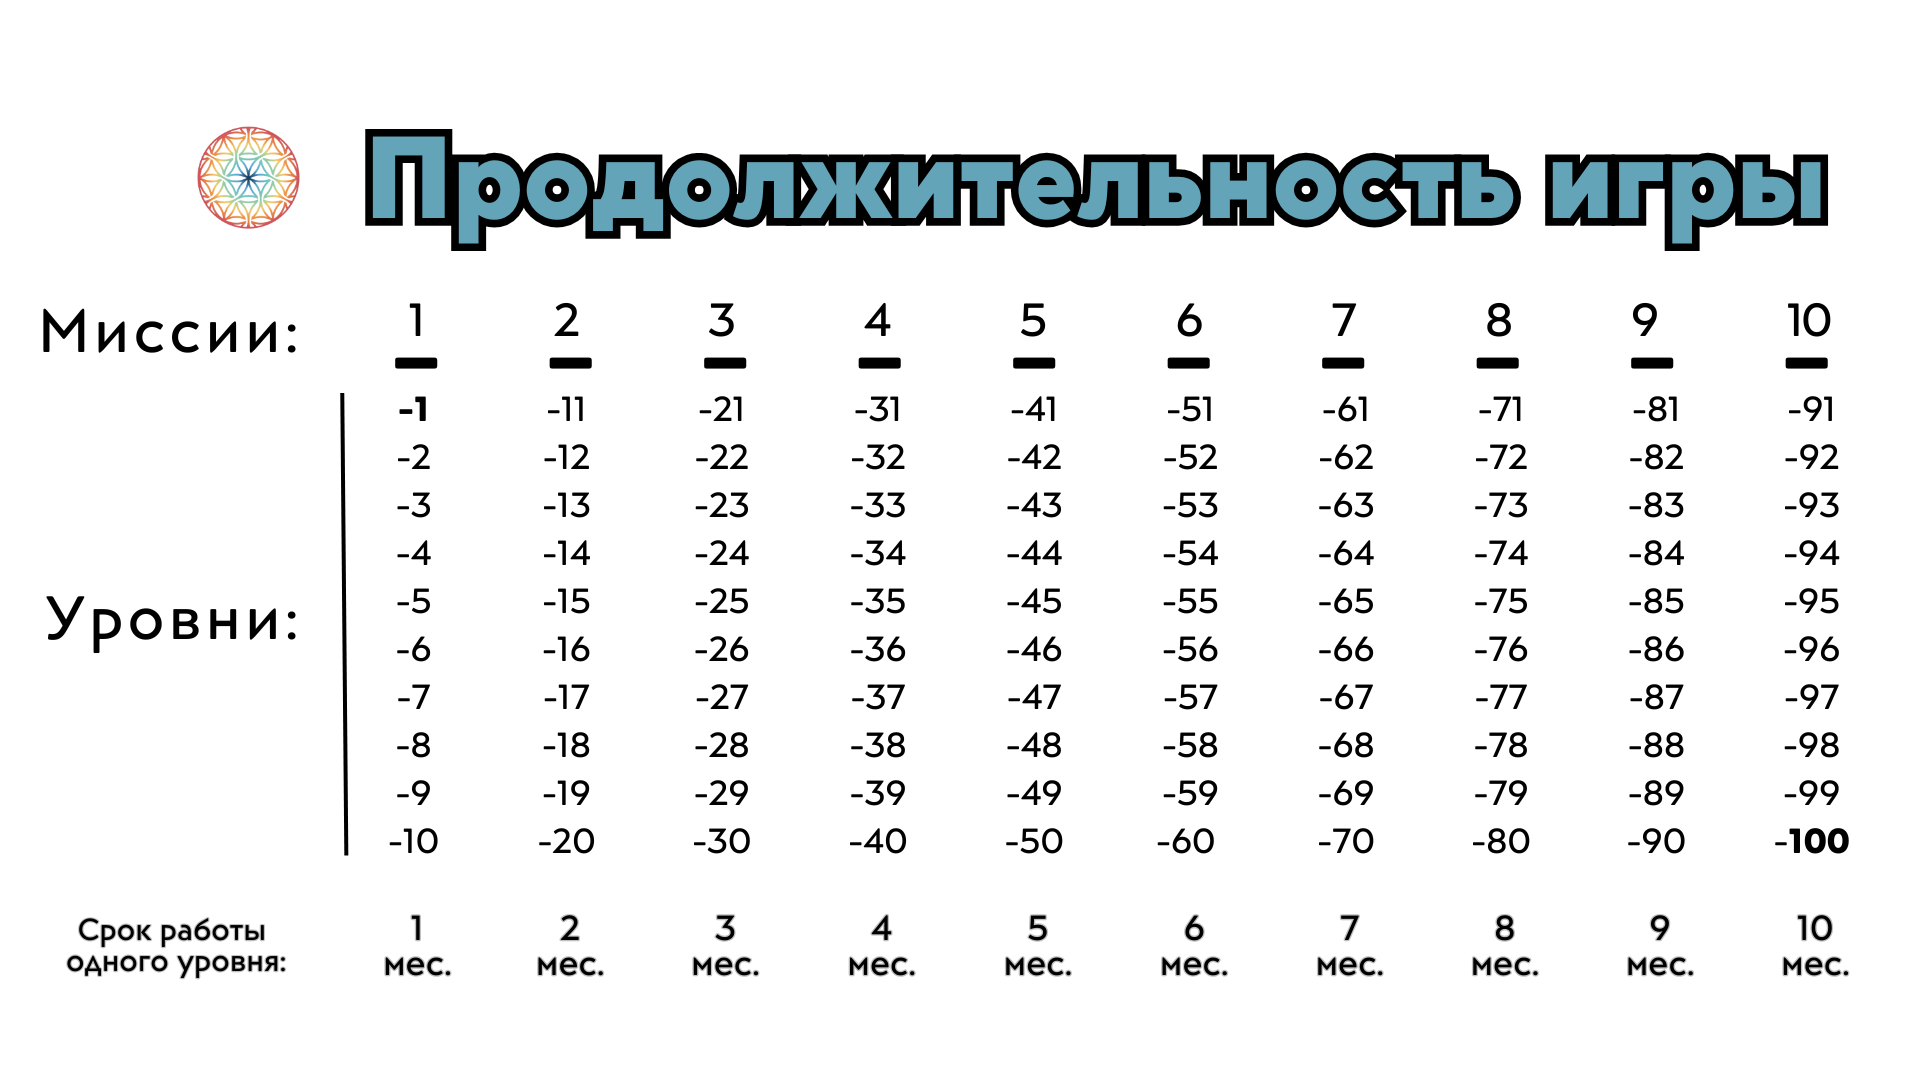 Продолжительность игры
Миссии: 1 2 3 4 5 6 7 8 9 10
-1 -11 -21 -31 -41 -51 -61 -71 -81 -91
-2 -12 -22 -32 -42 -52 -62 -72 -82 -92
-3 -13 -23 -33 -43 -53 -63 -73 -83 -93
-4 -14 -24 -34 -44 -54 -64 -74 -84 -94
Уровни: -5 -15 -25 -35 -45 -55 -65 -75 -85 -95
-6 -16 -26 -36 -46 -56 -66 -76 -86 -96
-7 -17 -27 -37 -47 -57 -67 -77 -87 -97
-8 -18 -28 -38 -48 -58 -68 -78 -88 -98
-9 -19 -29 -39 -49 -59 -69 -79 -89 -99
-10 -20 -30 -40 -50 -60 -70 -80 -90 -100
Срок работы 1 2 3 4 5 6 7 8 9 10
одного уровня: мес. мес. мес. мес. мес. мес. мес. мес. мес. мес.